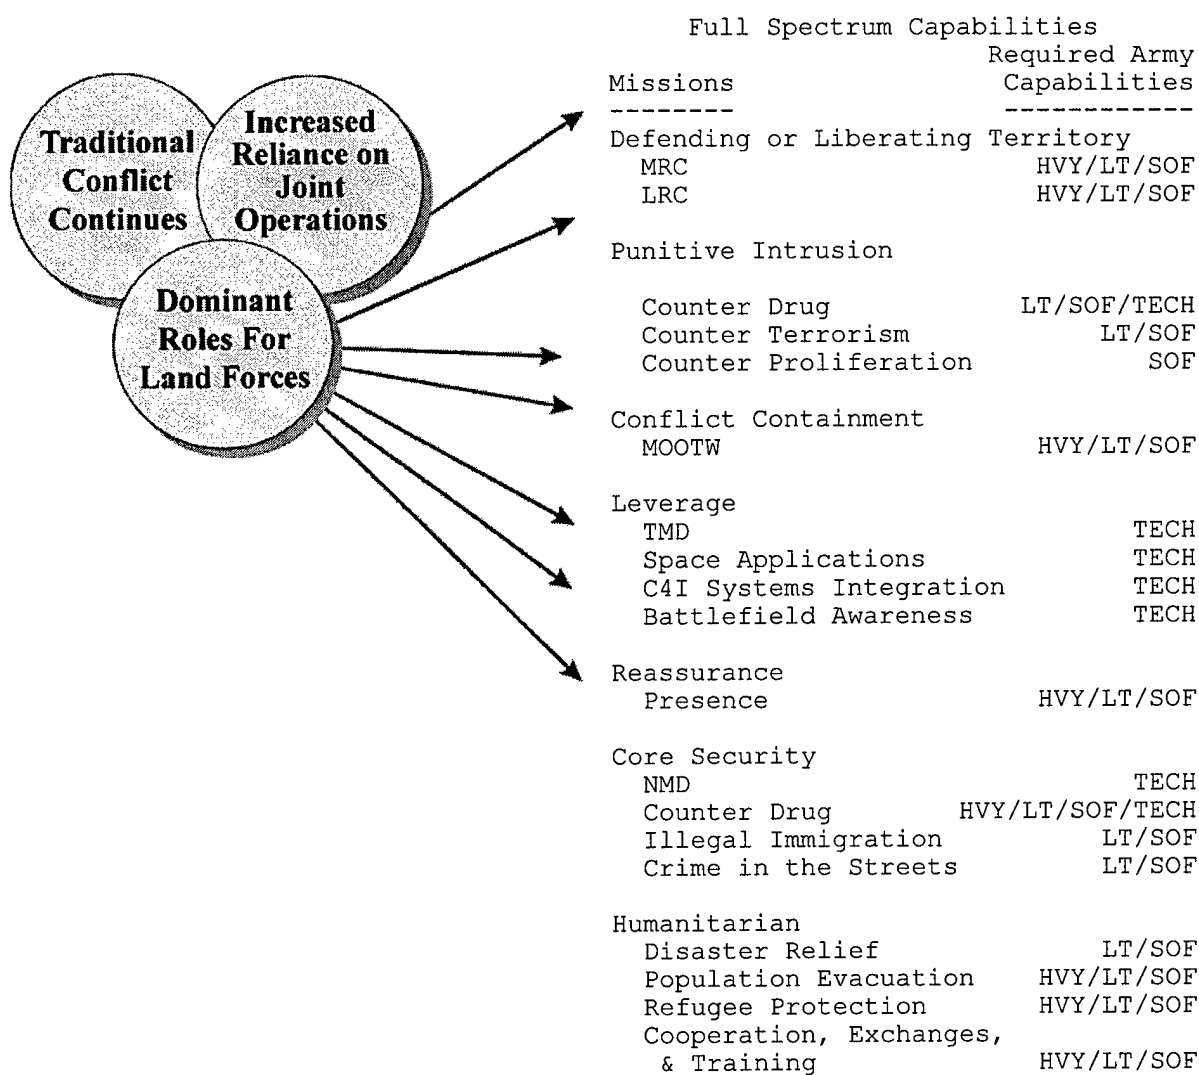 Traditional
Conflict
Continues
Increased
Reliance on
Joint
Operations
Dominant
Roles For
Land Forces
Full Spectrum Capabilities
Required Army
Missions Capabilities
-------- ------------
Defending or Liberating Territory
MRC HVY/LT/SOF
LRC HVY/LT/SOF
Punitive Intrusion
Counter Drug LT/SOF/TECH
Counter Terrorism LT/SOF
Counter Proliferation SOF
Conflict Containment
MOOTW HVY/LT/SOF
Leverage
TMD TECH
Space Applications TECH
C4I Systems Integration TECH
Battlefield Awareness TECH
Reassurance
Presence HVY/LT/SOF
Core Security
NMD TECH
Counter Drug HVY/LT/SOF/TECH
Illegal Immigration LT/SOF
Crime in the Streets LT/SOF
Humanitarian
Disaster Relief LT/SOF
Population Evacuation HVY/LT/SOF
Refugee Protection HVY/LT/SOF
Cooperation, Exchanges,
& Training HVY/LT/SOF